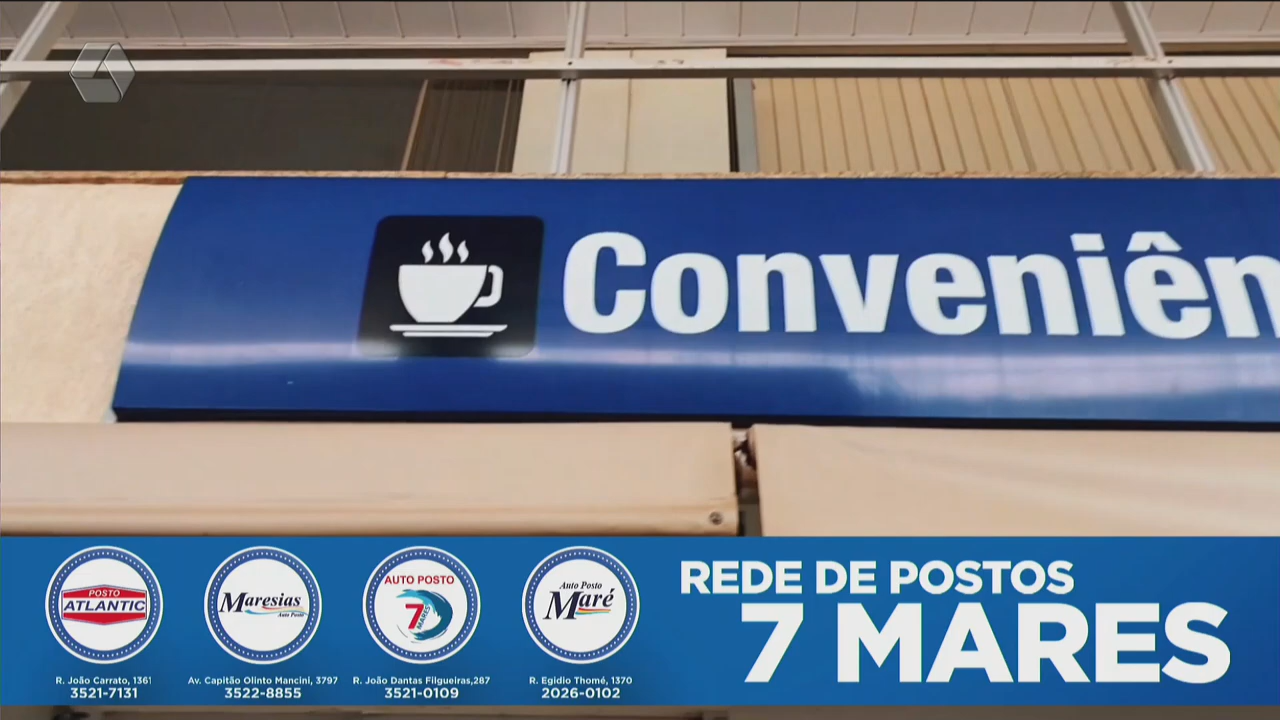 Conveniên
POSTO
ATLANTIC
R. João Carrato, 1361
3521-7131
Maresias
Auto Posto
Av. Capitão Olinto Mancini, 3797
3522-8855
AUTO POSTO
7
MARES
R. João Dantas Filgueiras,287
3521-0109
Auto Posto
Maré
R. Egidio Thomé, 1370
2026-0102
REDE DE POSTOS
7 MARES